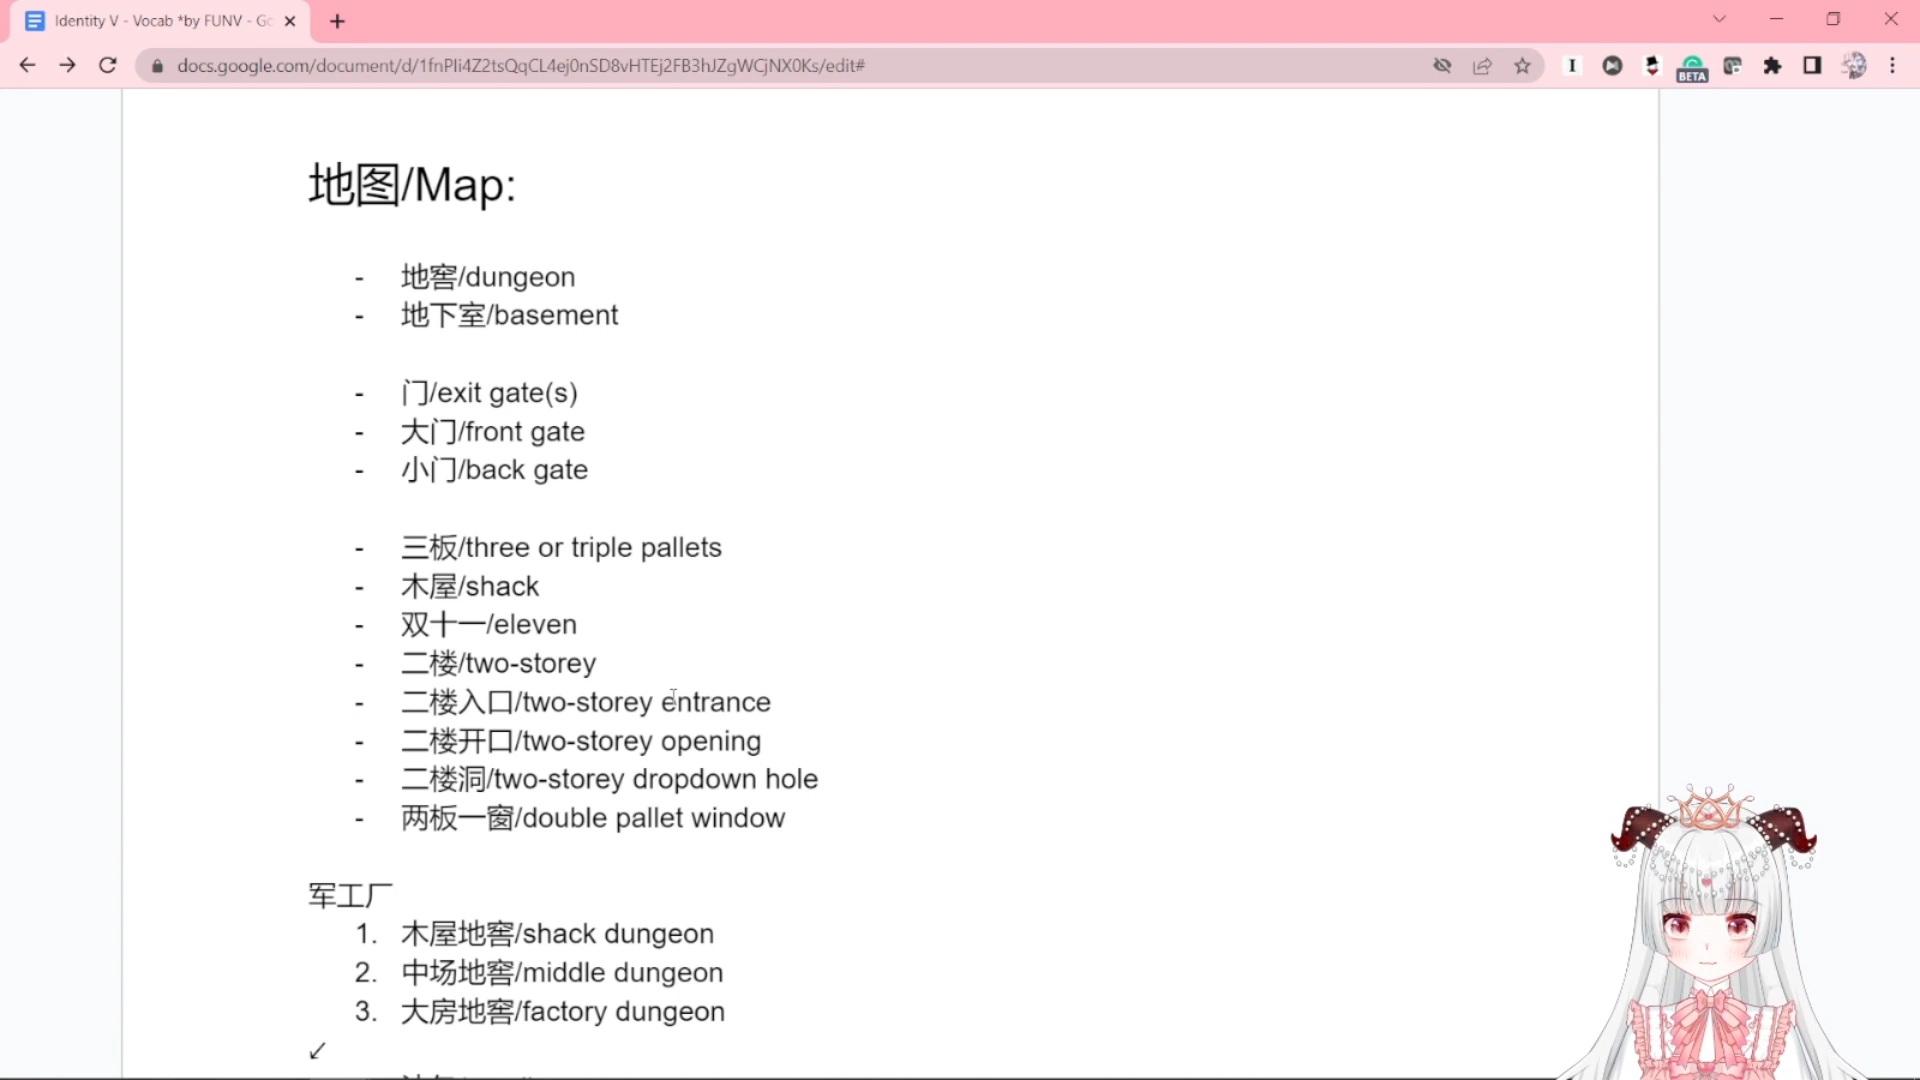 Identity V - Vocab *by FUNV - Go
docs.google.com/document/d/1fnPIi4Z2tsQqCL4ej0nSD8vHTEj2FB3hJZgWCjNX0Ks/edit#
BETA
地图/Map:
- 地窖/dungeon
- 地下室/basement
- 门/exit gate(s)
- 大门/front gate
- 小门/back gate
- 三板/three or triple pallets
- 木屋/shack
- 双十一/eleven
- 二楼/two-storey
- 二楼入口/two-storey entrance
- 二楼开口/two-storey opening
- 二楼洞/two-storey dropdown hole
- 两板一窗/double pallet window
军工厂
1. 木屋地窖/shack dungeon
2. 中场地窖/middle dungeon
3. 大房地窖/factory dungeon
↙